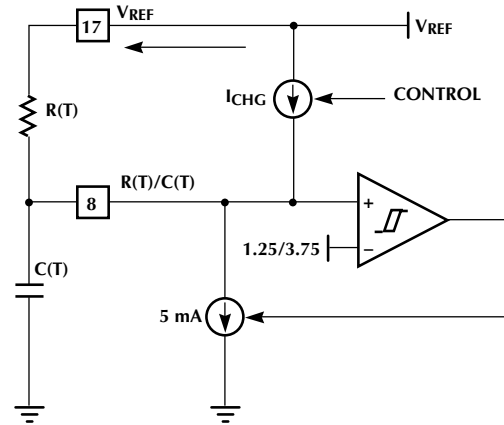 17
VREF
VREF
ICHG
CONTROL
R(T)
8
R(T)/C(T)
+
1.25/3.75
–
C(T)
5 mA